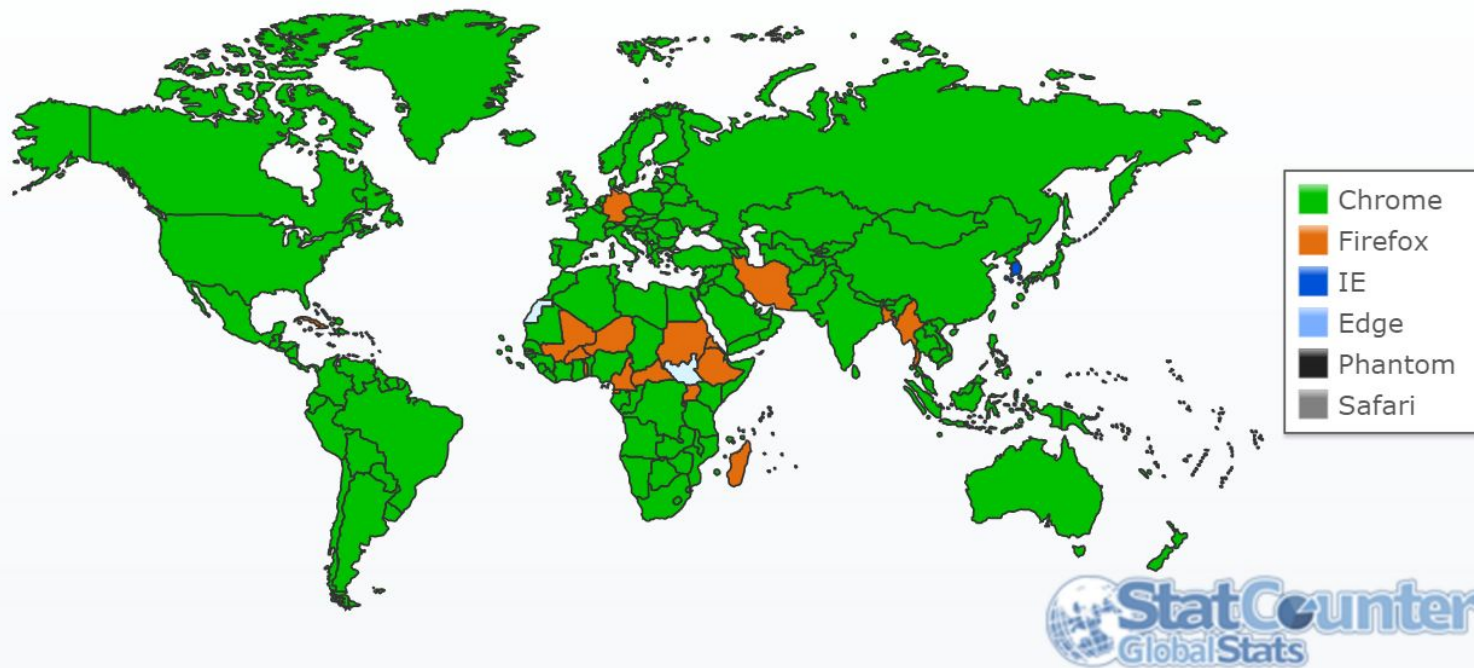 Chrome
Firefox
IE
Edge
Phantom
Safari
StatCounter
GlobalStats